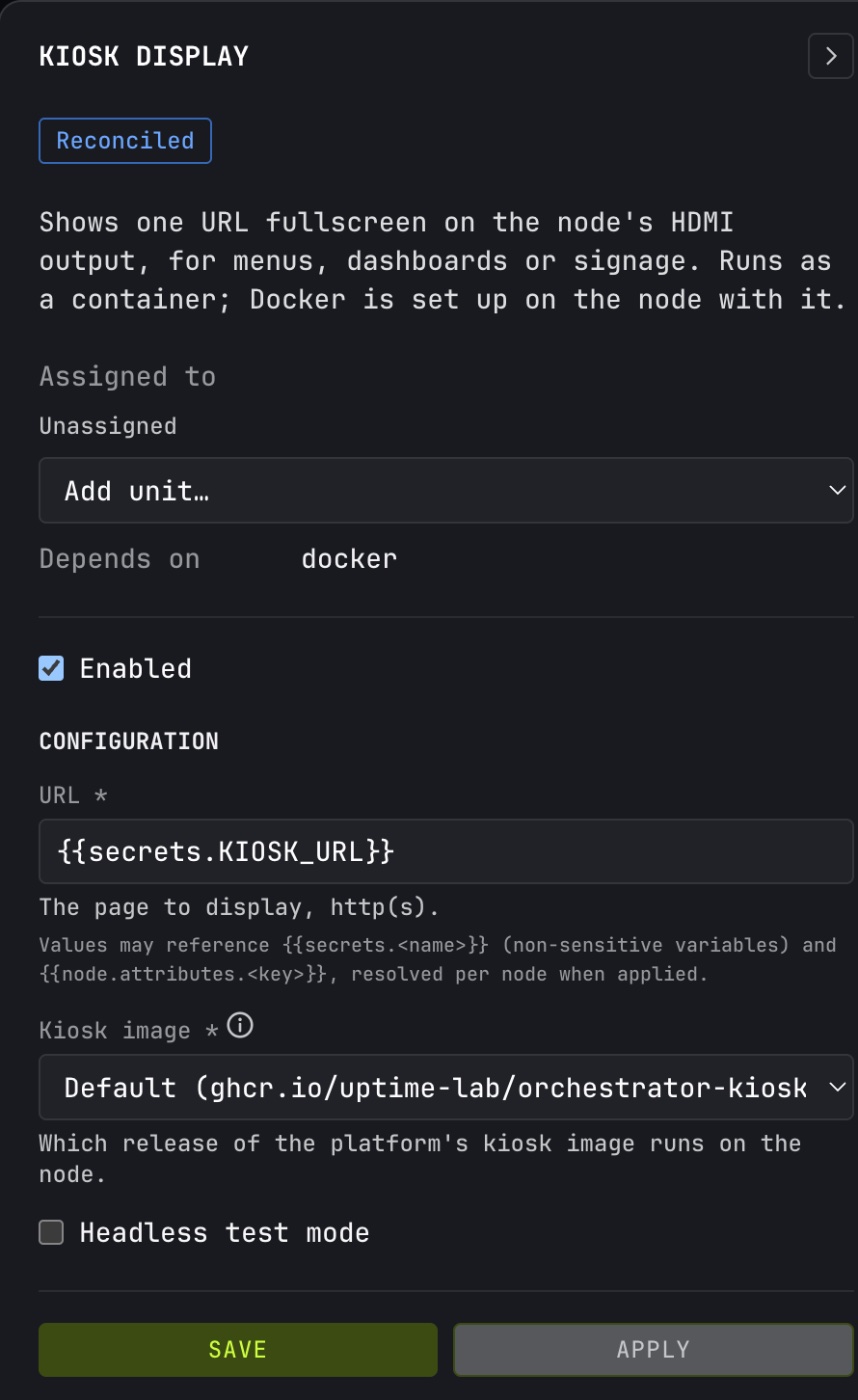 KIOSK DISPLAY
Reconciled
Shows one URL fullscreen on the node's HDMI
output, for menus, dashboards or signage. Runs as
a container; Docker is set up on the node with it.
Assigned to
Unassigned
Add unit…
Depends on docker
Enabled
CONFIGURATION
URL *
{{secrets.KIOSK_URL}}
The page to display, http(s).
Values may reference {{secrets.<name>}} (non-sensitive variables) and
{{node.attributes.<key>}}, resolved per node when applied.
Kiosk image *
Default (ghcr.io/uptime-lab/orchestrator-kiosk
Which release of the platform's kiosk image runs on the
node.
Headless test mode
SAVE
APPLY